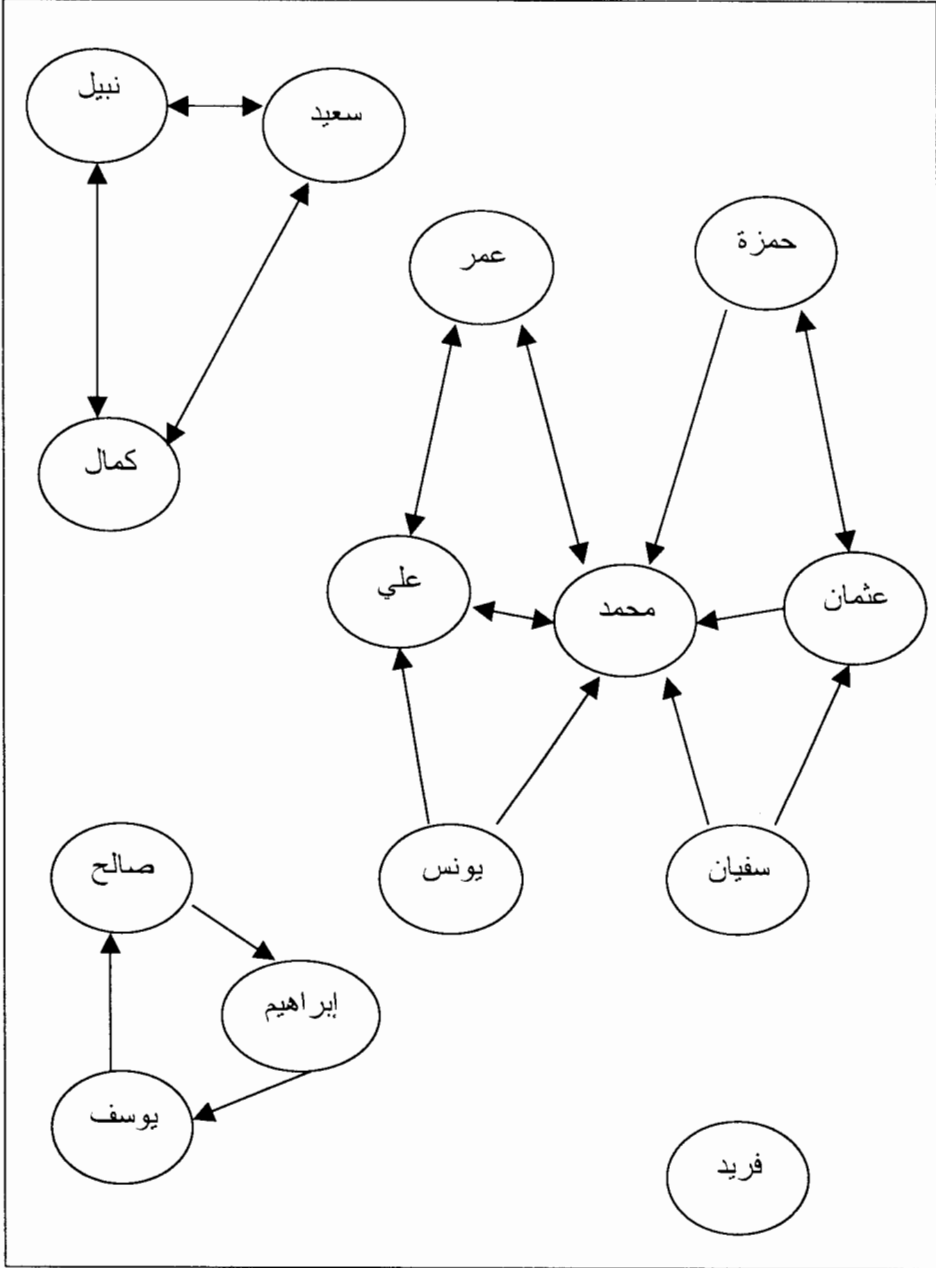 نبيل
سعيد
حمزة
عمر
كمال
علي
محمد
عثمان
صالح
يونس
سفيان
إبراهيم
يوسف
فريد